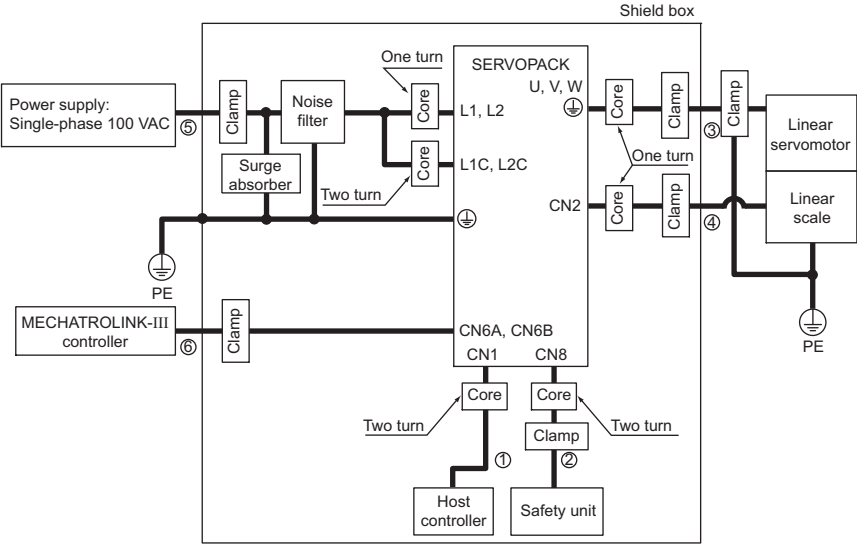 Shield box
One turn
SERVOPACK
U, V, W
Power supply:
Single-phase 100 VAC
⑤
Clamp
Noise
filter
Core
L1, L2
Core
Clamp
③
Clamp
Linear
servomotor
Surge
absorber
Two turn
Core
L1C, L2C
One turn
CN2
Core
Clamp
④
Linear
scale
PE
MECHATROLINK-III
controller
⑥
Clamp
CN6A, CN6B
PE
CN1
CN8
Core
Core
Two turn
Two turn
Clamp
①
②
Host
controller
Safety unit